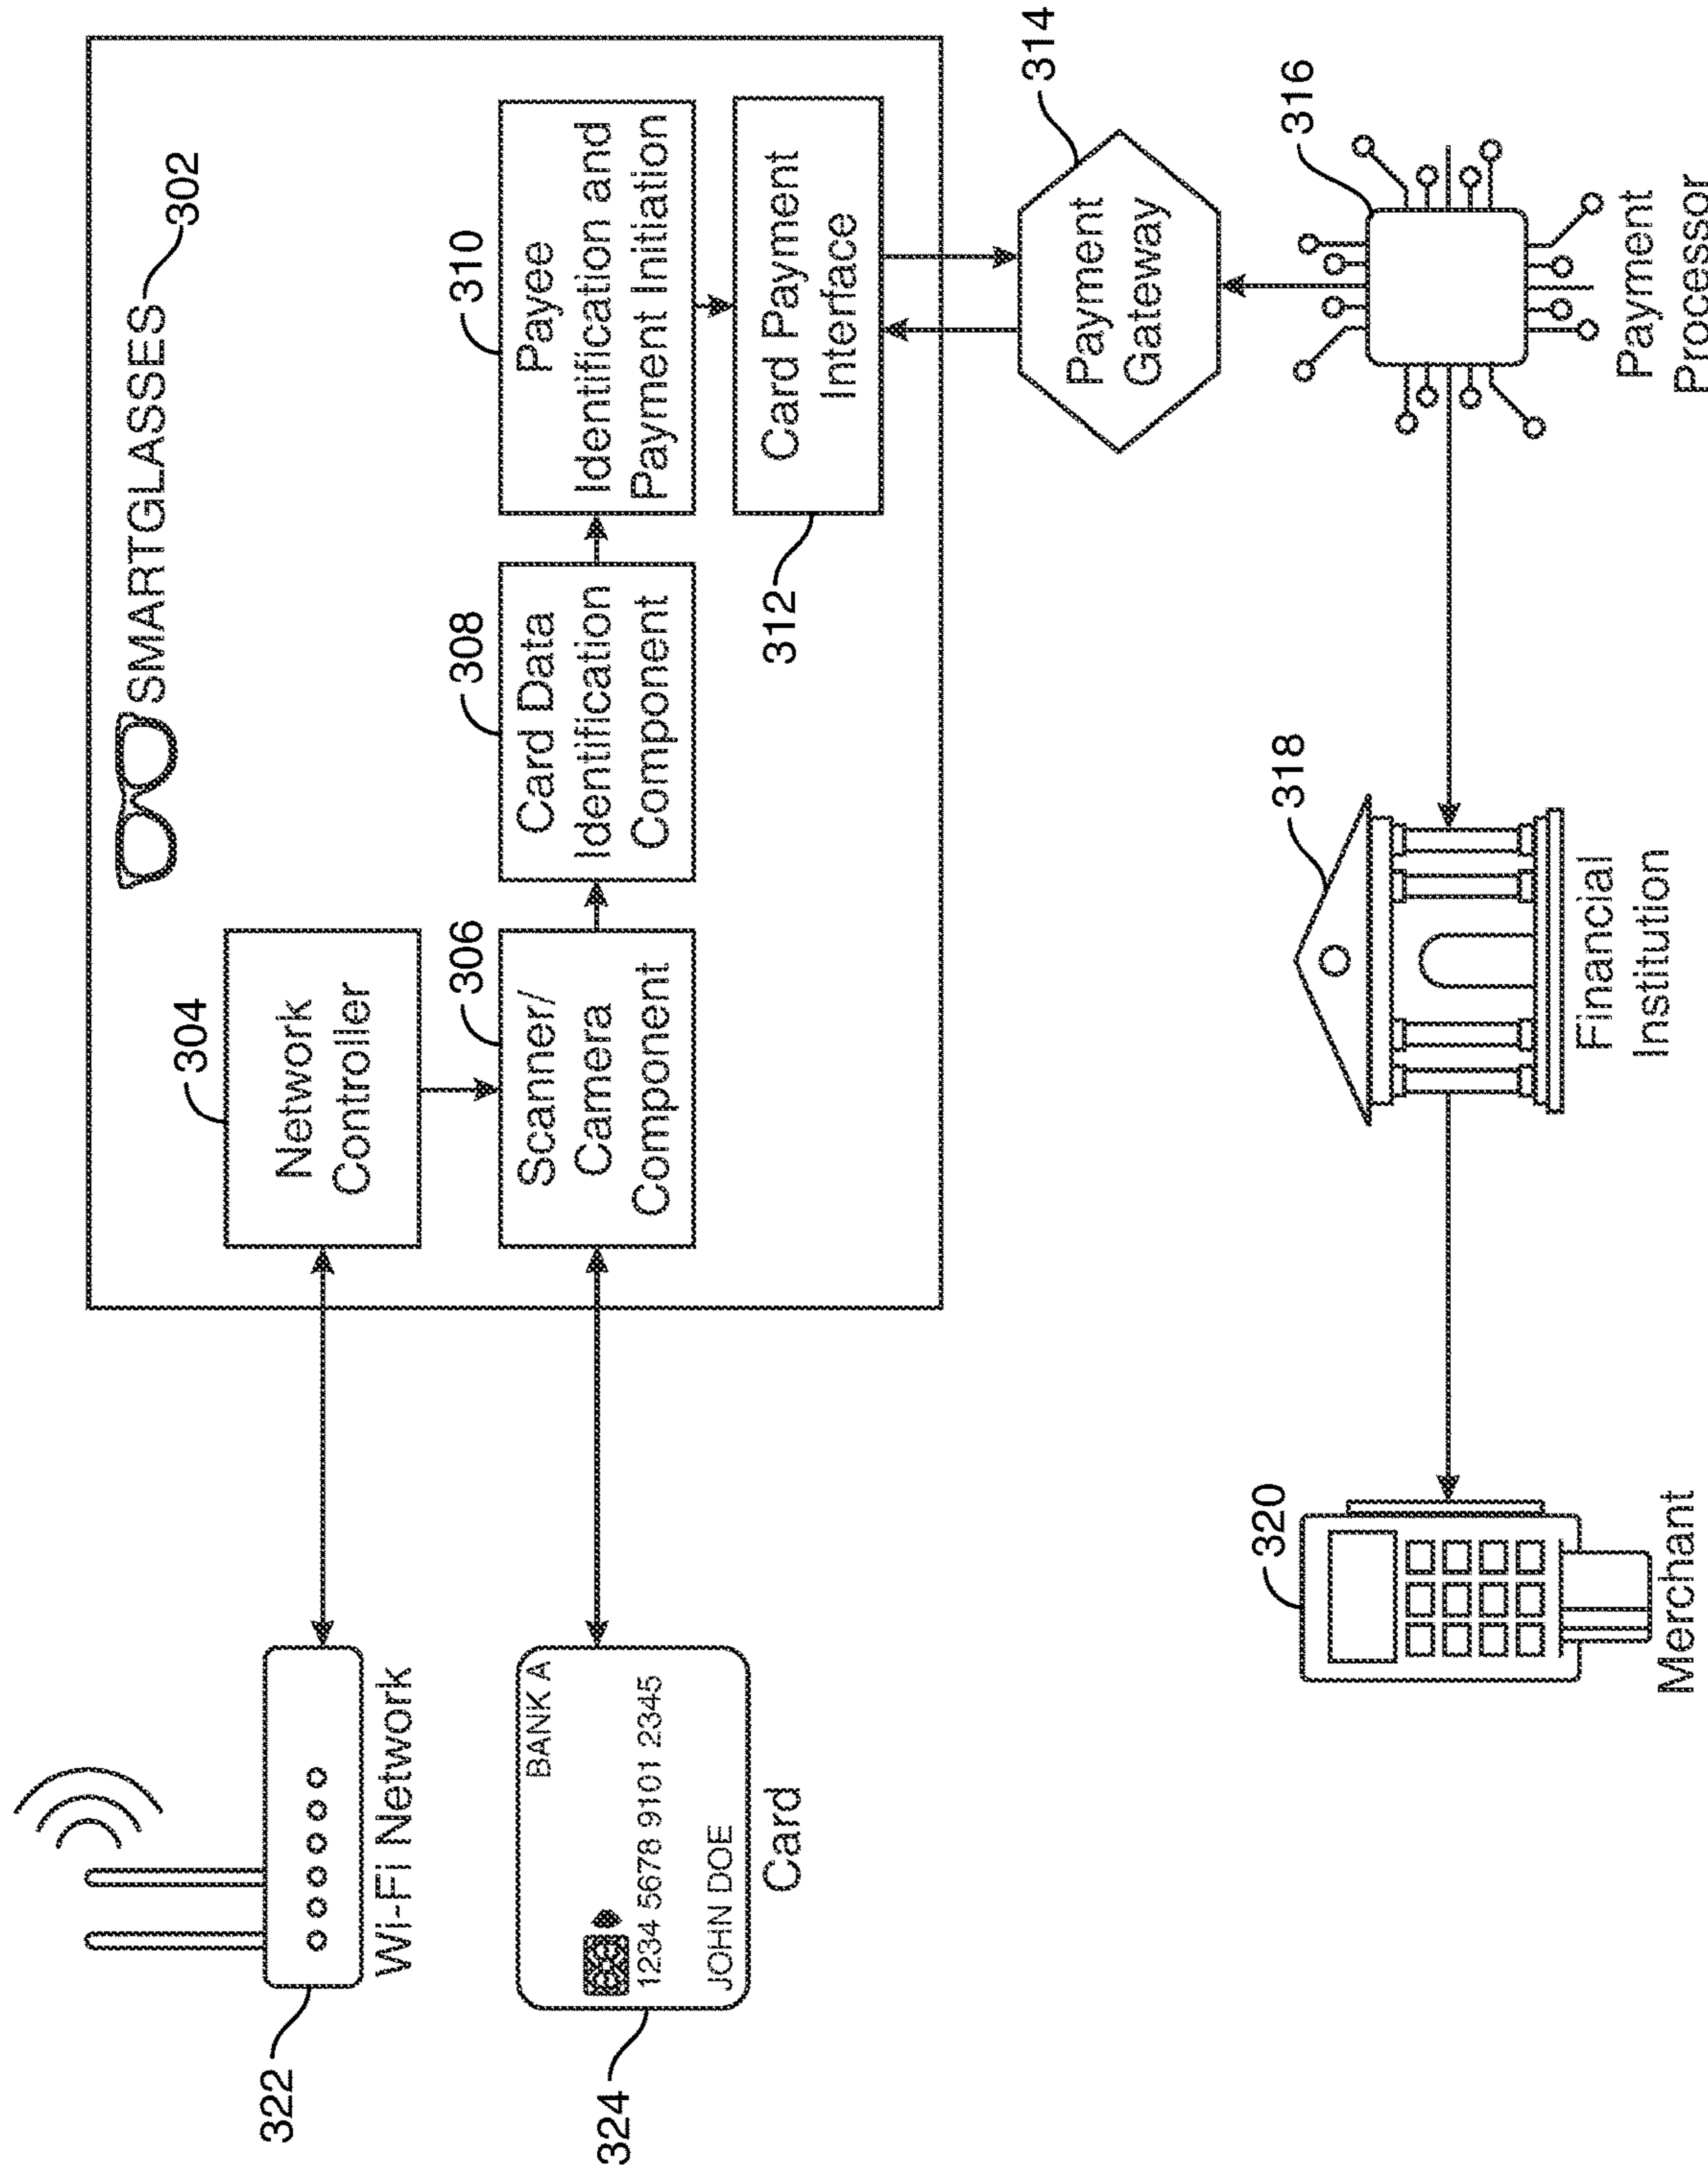 SMARTGLASSES
302
304
Network
Controller
306
Scanner/
Camera
Component
308
Card Data
Identification
Component
310
Payee
Identification and
Payment Initiation
312
Card Payment
Interface
322
Wi-Fi Network
324
BANK A
1234 5678 9101 2345
JOHN DOE
Card
314
Payment
Gateway
316
Payment
Processor
318
Financial
Institution
320
Merchant